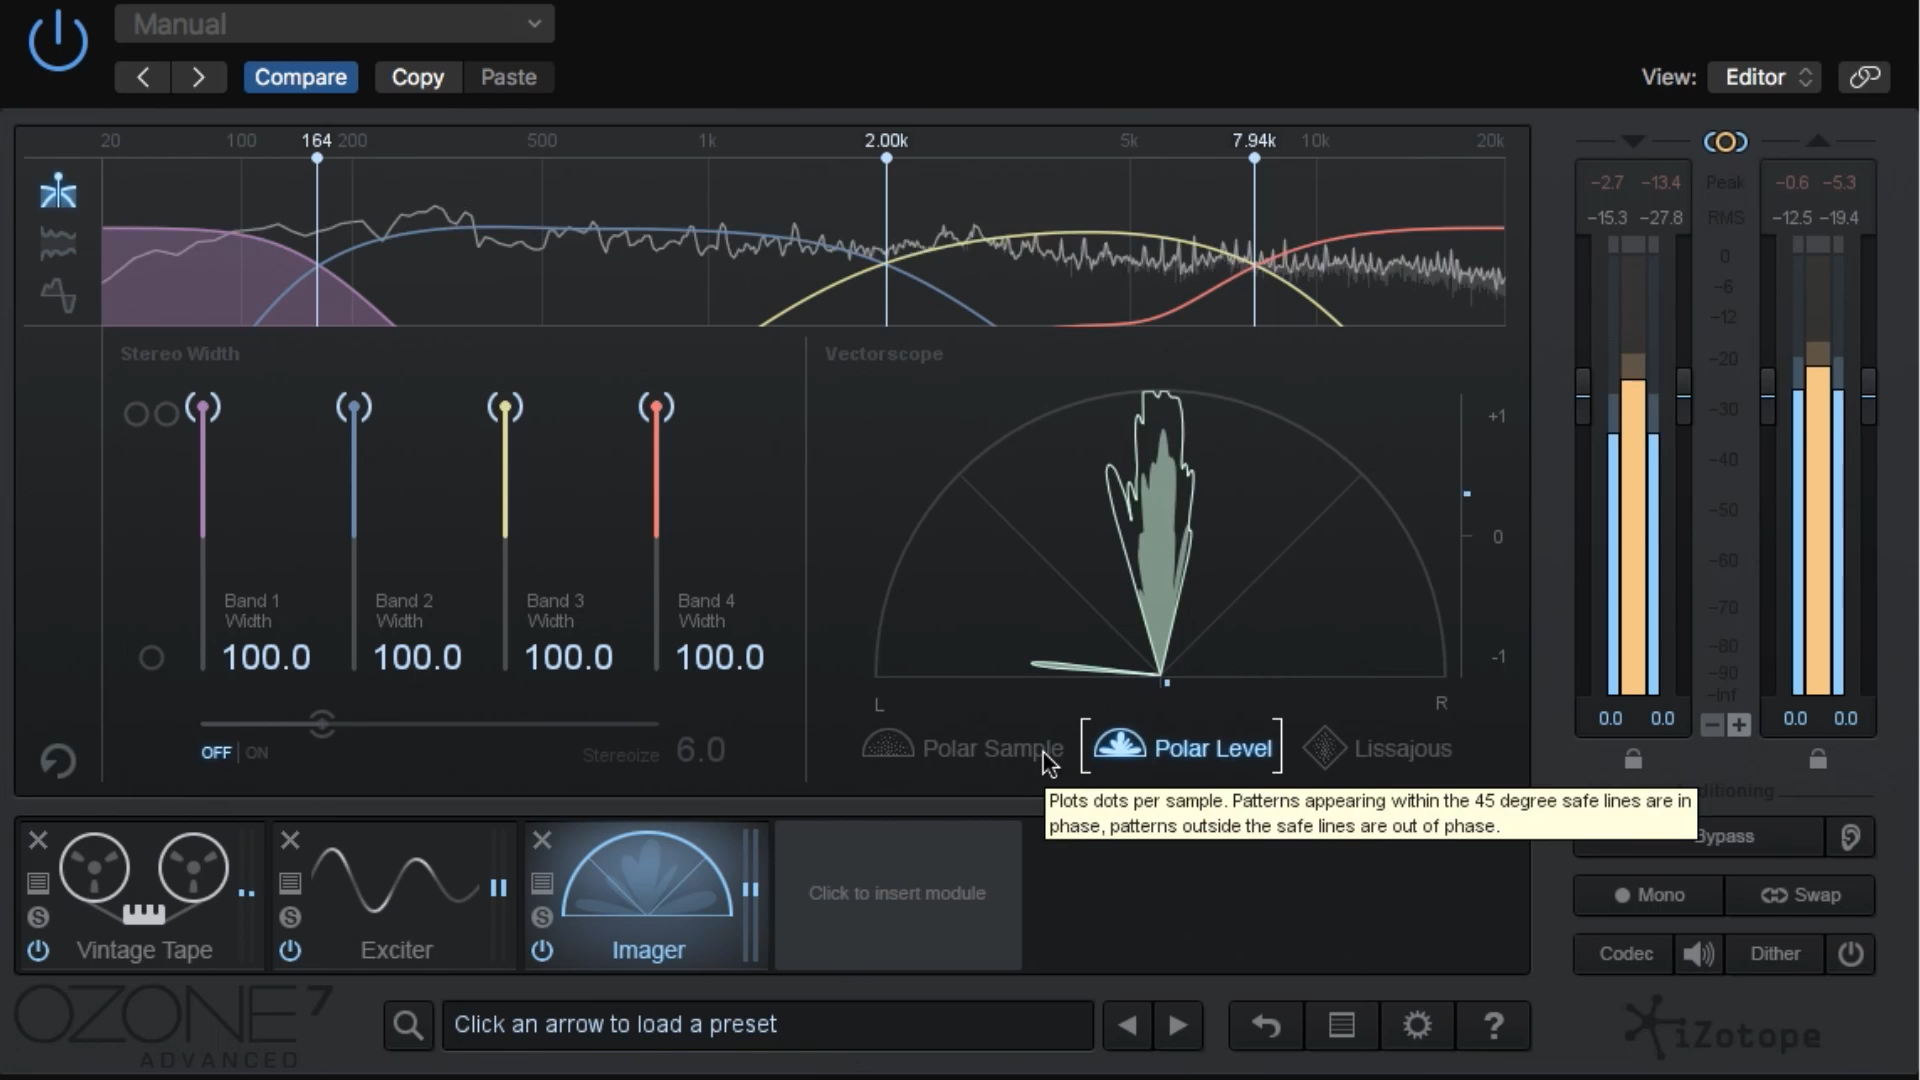 Manual
Compare
Copy
Paste
View:
Editor
20
100
164
200
500
1k
2.00k
5k
7.94k
10k
20k
-2.7 -13.4 Peak -0.6 -5.3
-15.3 -27.8 RMS -12.5 -19.4
0
-6
-12
-20
-30
-40
-50
-60
-70
-80
-90
-Inf
0.0 0.0
0.0 0.0
Stereo Width
Band 1
Width
100.0
Band 2
Width
100.0
Band 3
Width
100.0
Band 4
Width
100.0
OFF | ON
Stereoize 6.0
Vectorscope
+1
0
-1
L
R
Polar Sample
Polar Level
Lissajous
Plots dots per sample. Patterns appearing within the 45 degree safe lines are in
phase, patterns outside the safe lines are out of phase.
Bypass
Mono
Swap
Codec
Dither
S
Vintage Tape
S
Exciter
S
Imager
Click to insert module
OZONE 7
ADVANCED
Click an arrow to load a preset
?
iZotope